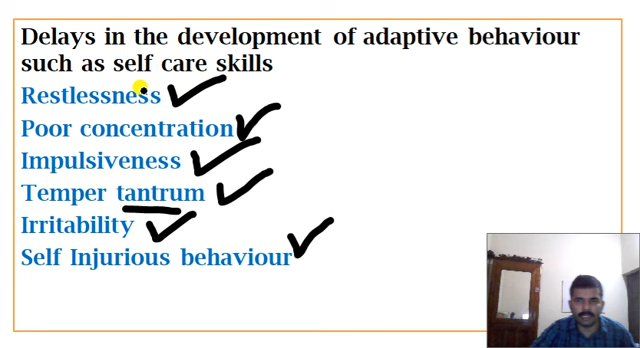 Delays in the development of adaptive behaviour
such as self care skills
Restlessness
Poor concentration
Impulsiveness
Temper tantrum
Irritability
Self Injurious behaviour